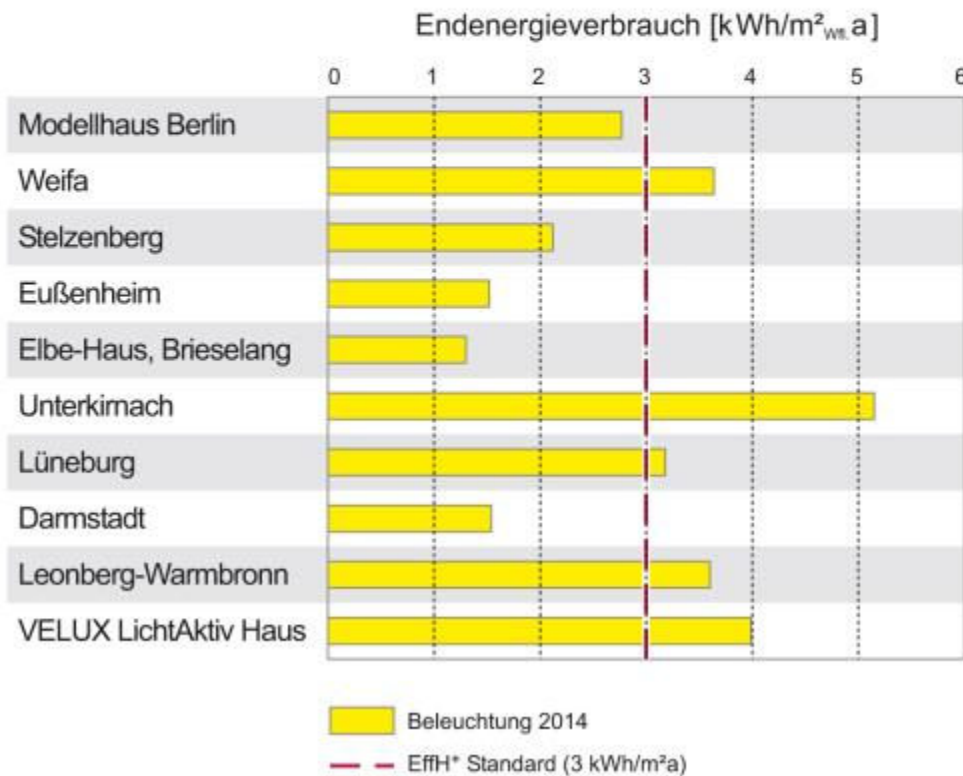 Endenergieverbrauch [kWh/m²Wfl.a]
0 1 2 3 4 5 6
Modellhaus Berlin
Weifa
Stelzenberg
Eußenheim
Elbe-Haus, Brieselang
Unterkirnach
Lüneburg
Darmstadt
Leonberg-Warmbronn
VELUX LichtAktiv Haus
Beleuchtung 2014
EffH⁺ Standard (3 kWh/m²a)